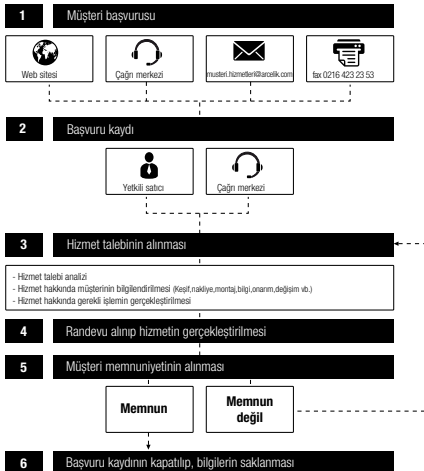 1 Müşteri başvurusu
Web sitesi
Çağrı merkezi
musteri.hizmetleri@arcelik.com
fax 0216 423 23 53
2 Başvuru kaydı
Yetkili satıcı
Çağrı merkezi
3 Hizmet talebinin alınması
- Hizmet talebi analizi
- Hizmet hakkında müşterinin bilgilendirilmesi (Keşif,nakliye,montaj,bilgi,onarım,değişim vb.)
- Hizmet hakkında gerekli işlemin gerçekleştirilmesi
4 Randevu alınıp hizmetin gerçekleştirilmesi
5 Müşteri memnuniyetinin alınması
Memnun
Memnun
değil
6 Başvuru kaydının kapatılıp, bilgilerin saklanması